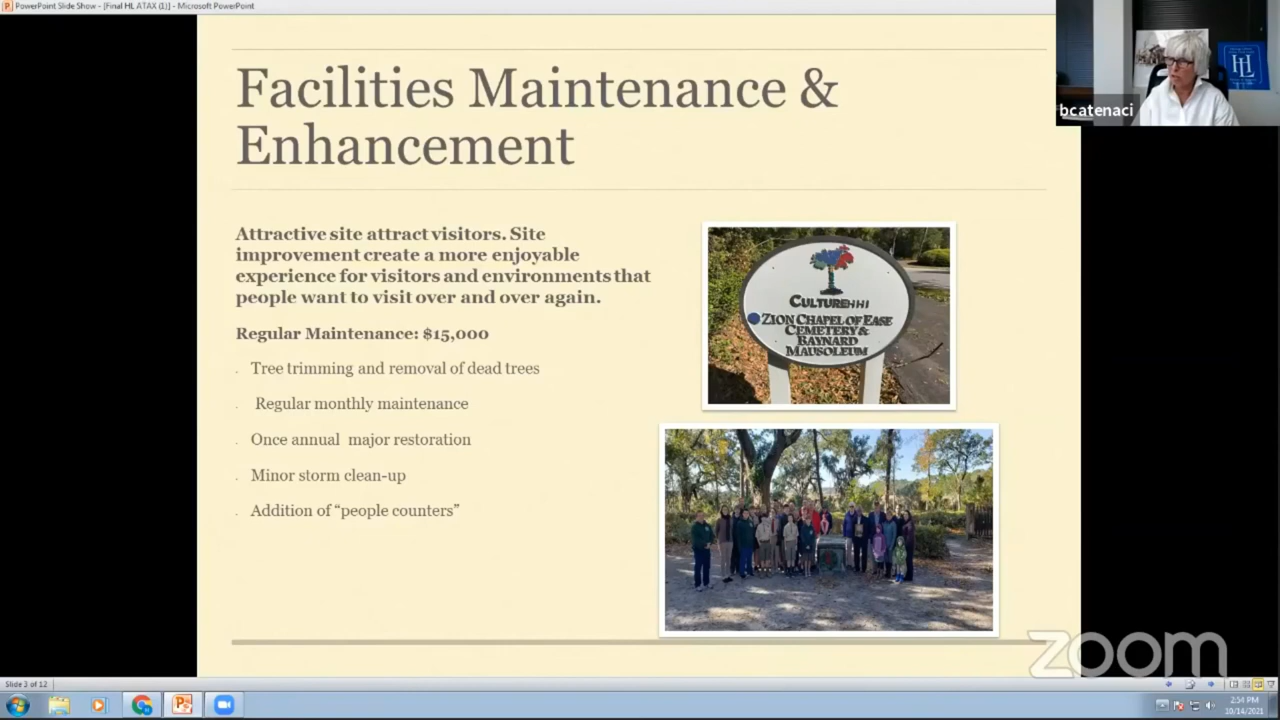 PowerPoint Slide Show - [Final HL ATAX (1)] - Microsoft PowerPoint
Facilities Maintenance &
Enhancement
Attractive site attract visitors. Site
improvement create a more enjoyable
experience for visitors and environments that
people want to visit over and over again.
Regular Maintenance: $15,000
Tree trimming and removal of dead trees
Regular monthly maintenance
Once annual major restoration
Minor storm clean-up
Addition of “people counters”
CULTUREHHI
ZION CHAPEL OF EASE
CEMETERY &
BAYNARD
MAUSOLEUM
bcatenaci
HL
zoom
Slide 3 of 12
2:54 PM
10/14/2021